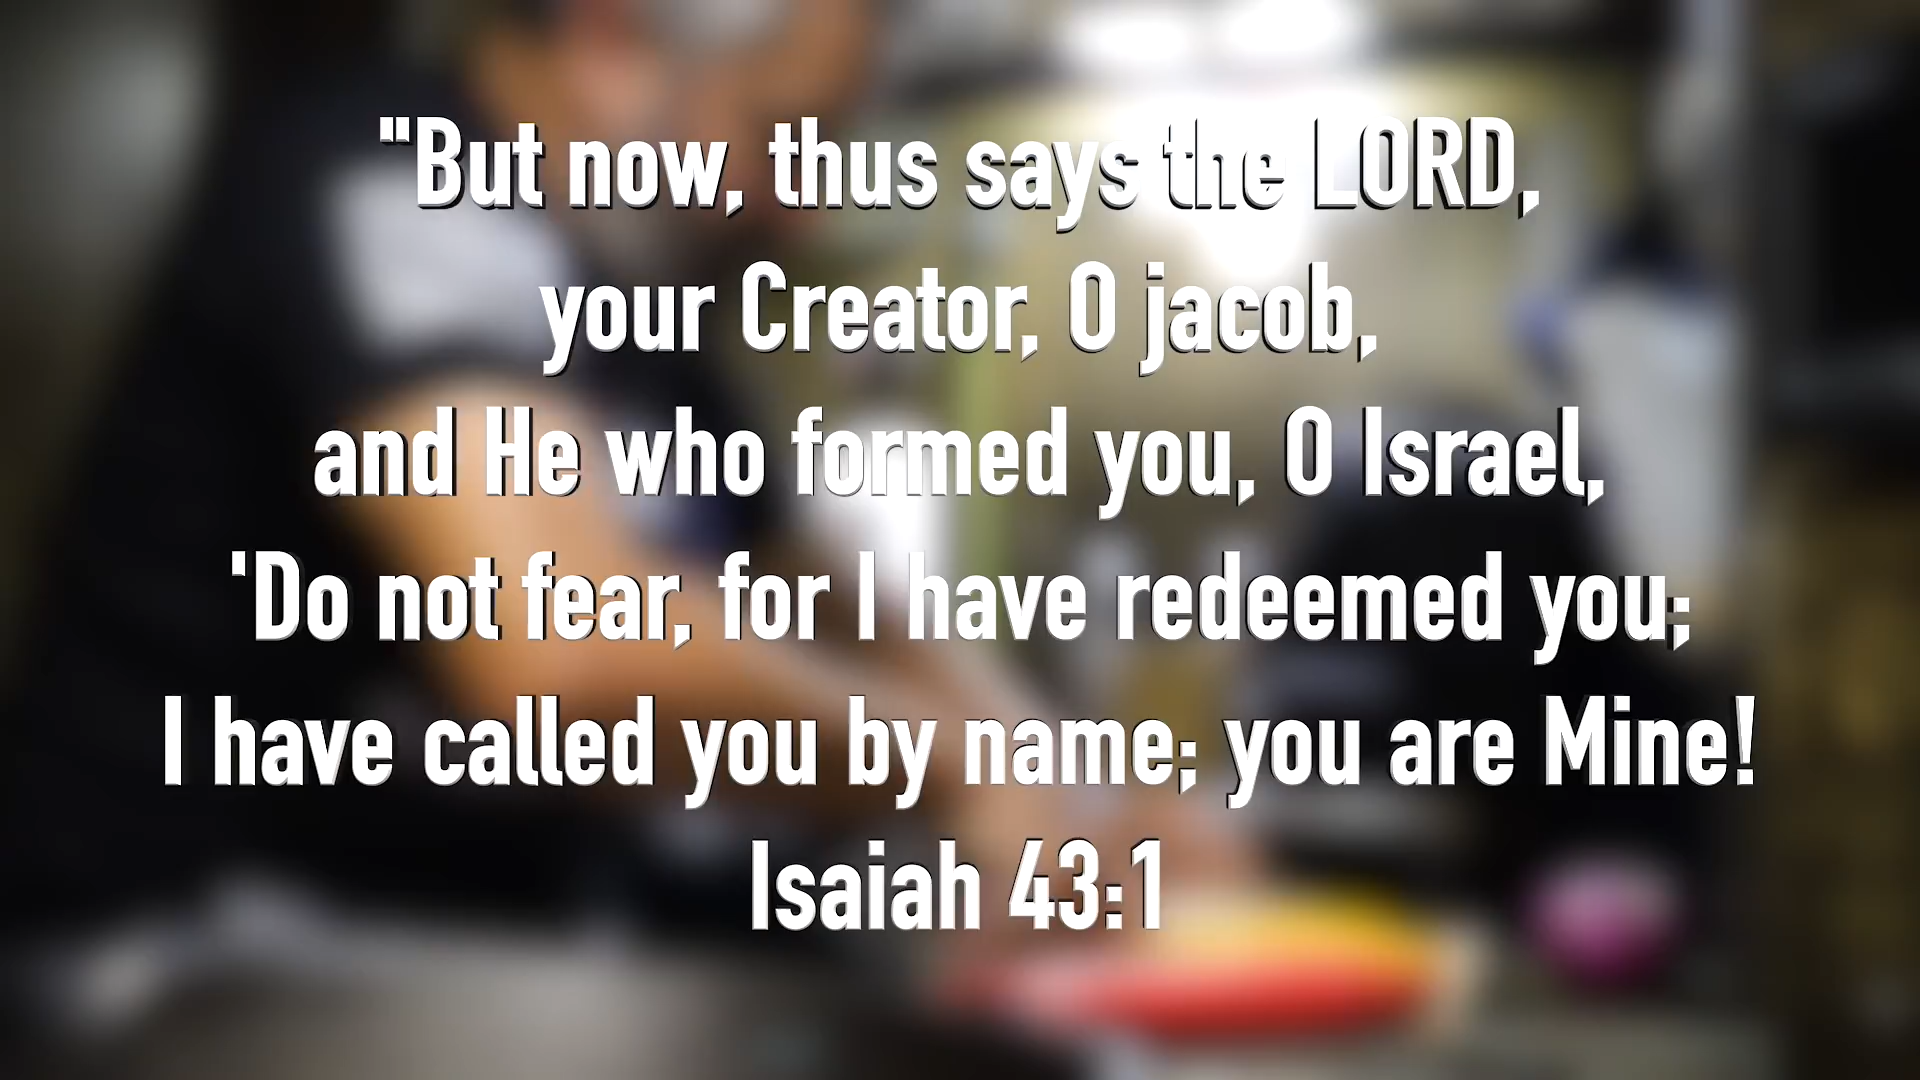 "But now, thus says the LORD,
your Creator, O jacob,
and He who formed you, O Israel,
'Do not fear, for I have redeemed you;
I have called you by name; you are Mine!
Isaiah 43:1